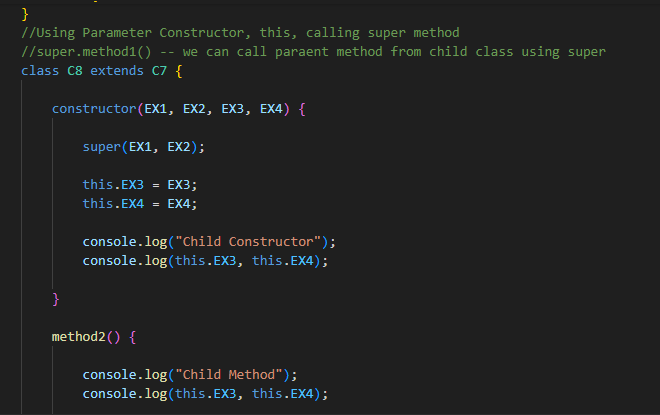 }
//Using Parameter Constructor, this, calling super method
//super.method1() -- we can call paraent method from child class using super
class C8 extends C7 {
constructor(EX1, EX2, EX3, EX4) {
super(EX1, EX2);
this.EX3 = EX3;
this.EX4 = EX4;
console.log("Child Constructor");
console.log(this.EX3, this.EX4);
}
method2() {
console.log("Child Method");
console.log(this.EX3, this.EX4);